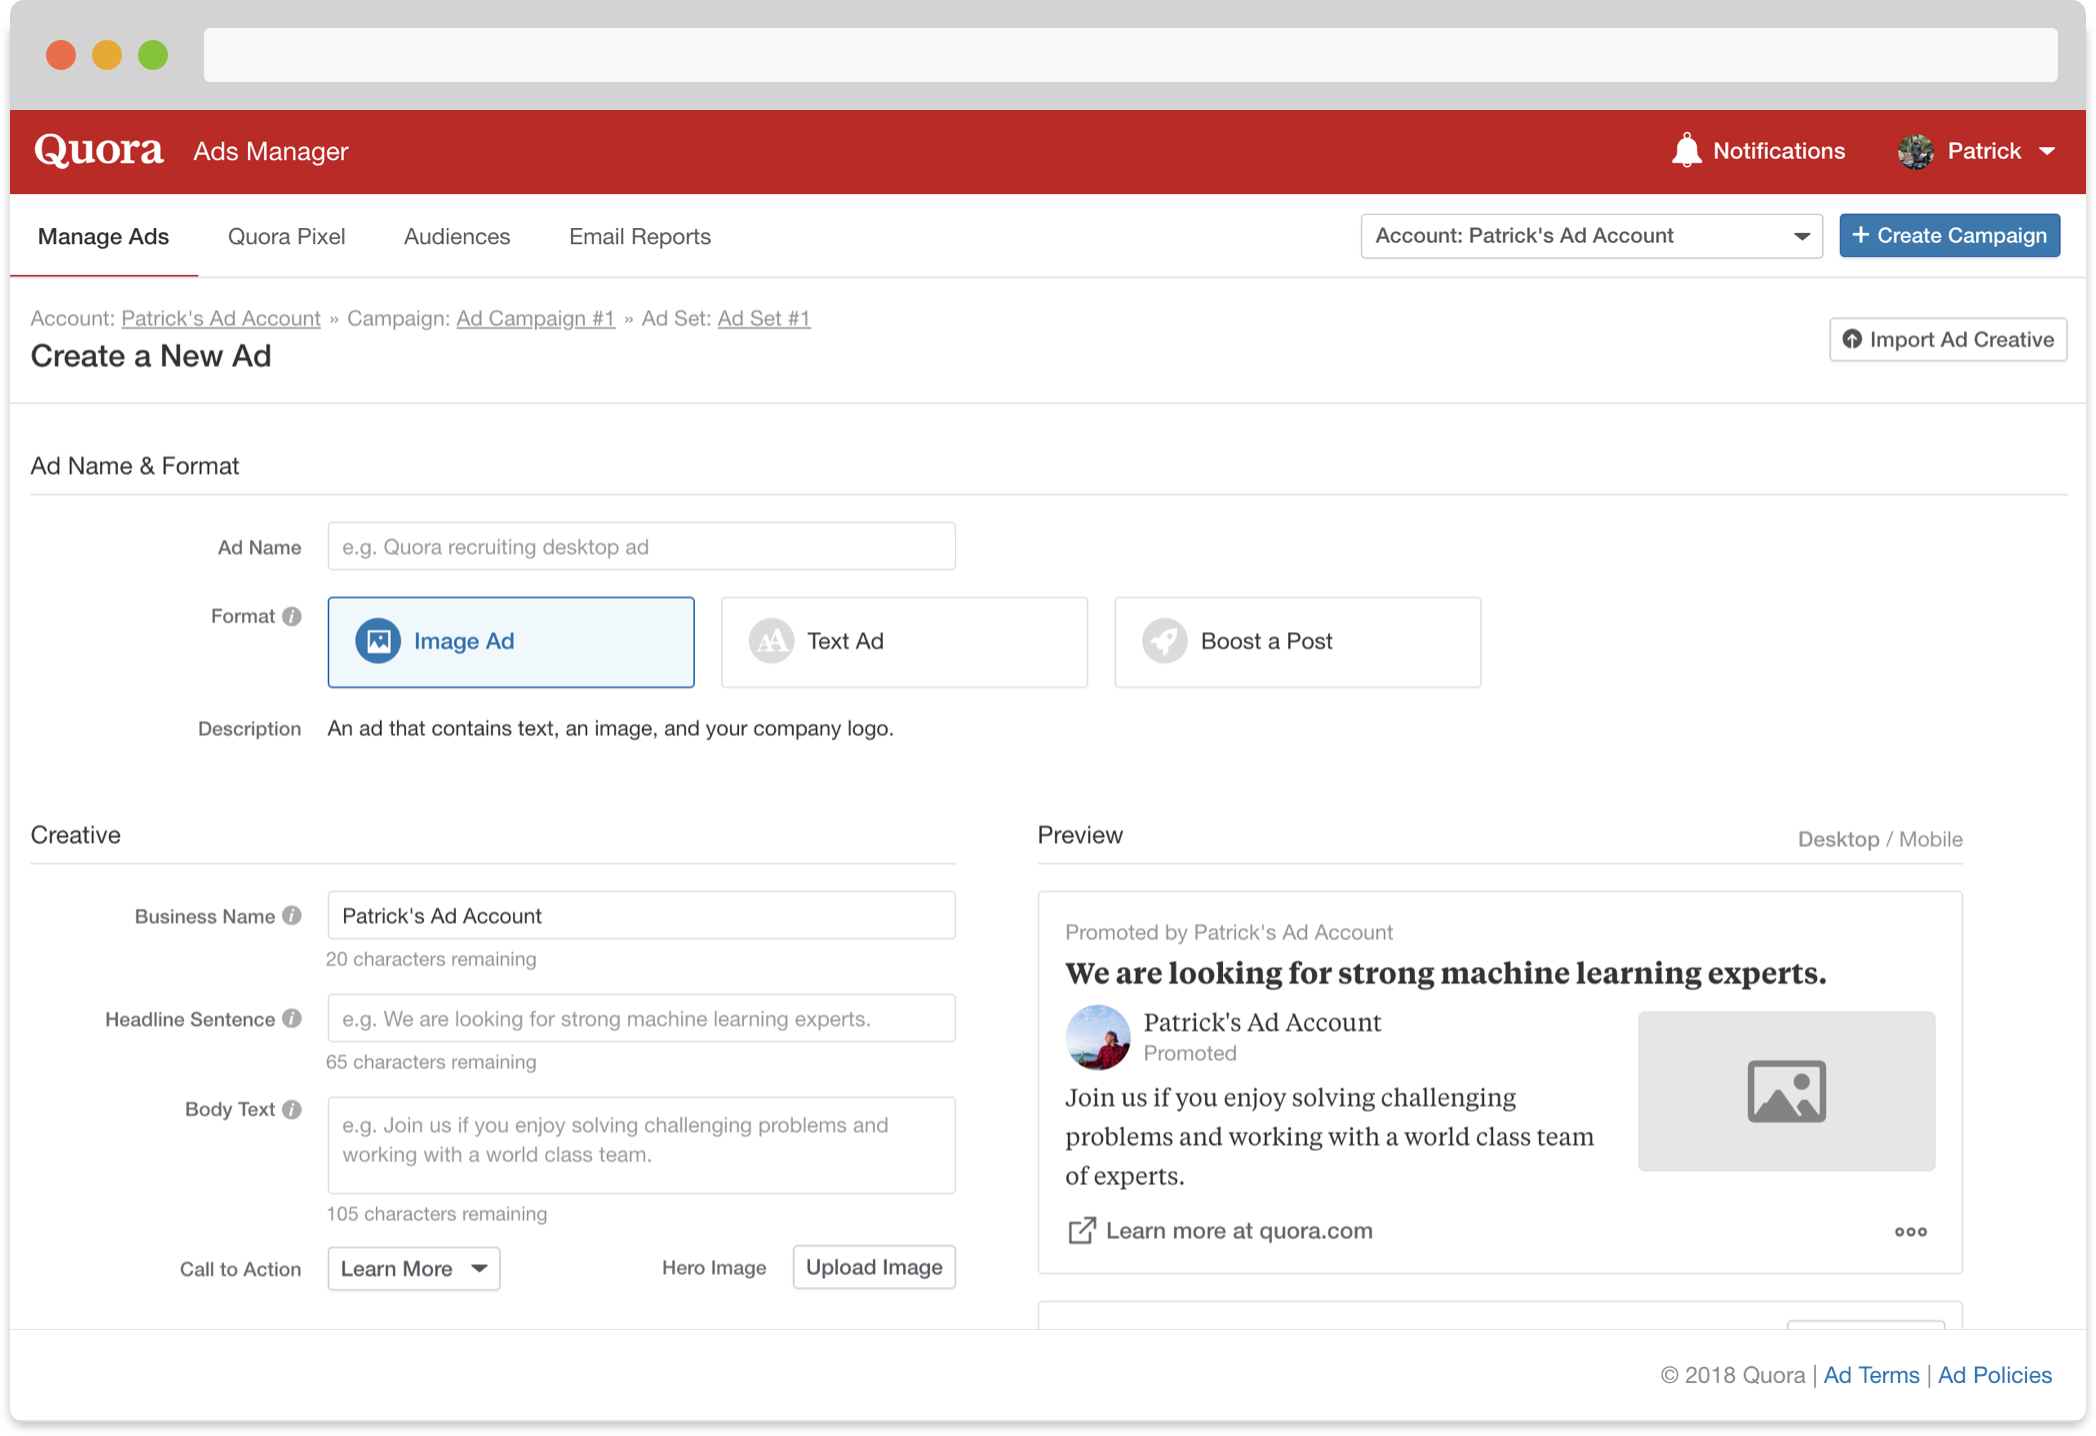 Quora Ads Manager Notifications Patrick
Manage Ads Quora Pixel Audiences Email Reports Account: Patrick's Ad Account + Create Campaign
Account: Patrick's Ad Account » Campaign: Ad Campaign #1 » Ad Set: Ad Set #1
Create a New Ad
Import Ad Creative
Ad Name & Format
Ad Name e.g. Quora recruiting desktop ad
Format i Image Ad AA Text Ad Boost a Post
Description An ad that contains text, an image, and your company logo.
Creative
Business Name i Patrick's Ad Account
20 characters remaining
Headline Sentence i e.g. We are looking for strong machine learning experts.
65 characters remaining
Body Text i e.g. Join us if you enjoy solving challenging problems and
working with a world class team.
105 characters remaining
Call to Action Learn More Hero Image Upload Image
Preview Desktop / Mobile
Promoted by Patrick's Ad Account
We are looking for strong machine learning experts.
Patrick's Ad Account
Promoted
Join us if you enjoy solving challenging
problems and working with a world class team
of experts.
Learn more at quora.com
© 2018 Quora | Ad Terms | Ad Policies